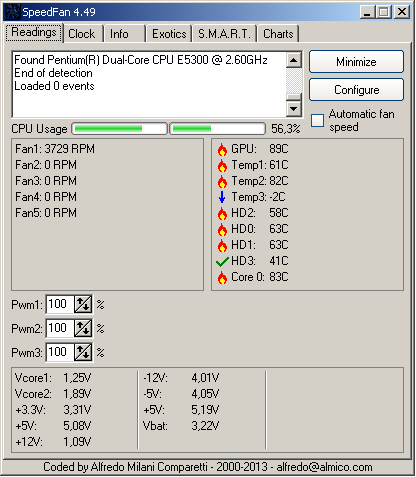 SpeedFan 4.49
Readings Clock Info Exotics S.M.A.R.T. Charts
Found Pentium(R) Dual-Core CPU E5300 @ 2.60GHz
End of detection
Loaded 0 events
Minimize
Configure
Automatic fan speed
CPU Usage 56,3%
Fan1: 3729 RPM
Fan2: 0 RPM
Fan3: 0 RPM
Fan4: 0 RPM
Fan5: 0 RPM
GPU: 89C
Temp1: 61C
Temp2: 82C
Temp3: -2C
HD2: 58C
HD0: 63C
HD1: 63C
HD3: 41C
Core 0: 83C
Pwm1: 100 %
Pwm2: 100 %
Pwm3: 100 %
Vcore1: 1,25V
Vcore2: 1,89V
+3.3V: 3,31V
+5V: 5,08V
+12V: 1,09V
-12V: 4,01V
-5V: 4,05V
+5V: 5,19V
Vbat: 3,22V
Coded by Alfredo Milani Comparetti - 2000-2013 - alfredo@almico.com